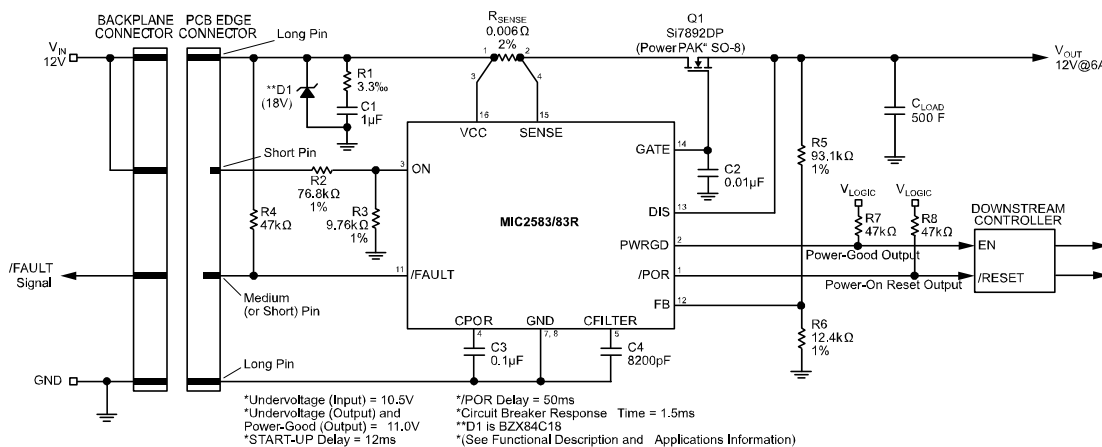 BACKPLANE PCB EDGE
CONNECTOR CONNECTOR
Long Pin
V_IN
12V
**D1
(18V)
R1
3.3‰
C1
1µF
R_SENSE
0.006Ω
2%
1
2
3
4
16
15
VCC
SENSE
Q1
Si7892DP
(PowerPAK“ SO-8)
V_OUT
12V@6A
C_LOAD
500 F
Short Pin
R2
76.8kΩ
1%
R3
9.76kΩ
1%
R4
47kΩ
3
ON
MIC2583/83R
GATE
14
C2
0.01µF
DIS
13
R5
93.1kΩ
1%
V_LOGIC
V_LOGIC
R7
47kΩ
R8
47kΩ
DOWNSTREAM
CONTROLLER
PWRGD
2
Power-Good Output
EN
/POR
1
Power-On Reset Output
/RESET
/FAULT
Signal
11
/FAULT
FB
12
R6
12.4kΩ
1%
Medium
(or Short) Pin
CPOR
GND
CFILTER
4
7, 8
5
C3
0.1µF
C4
8200pF
Long Pin
GND
*Undervoltage (Input) = 10.5V
*Undervoltage (Output) and
Power-Good (Output) = 11.0V
*START-UP Delay = 12ms
*/POR Delay = 50ms
*Circuit Breaker Response Time = 1.5ms
**D1 is BZX84C18
*(See Functional Description and Applications Information)